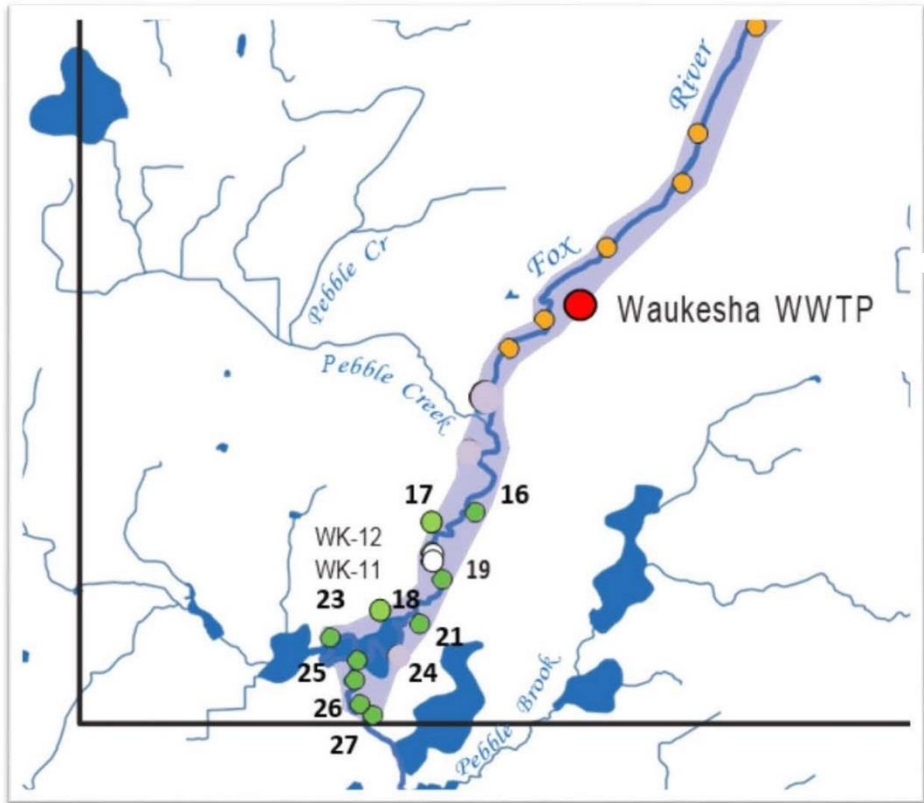 River
Fox
Pebble Cr
Waukesha WWTP
Pebble Creek
17
16
WK-12
WK-11
19
23
18
21
25
24
26
27
Pebble Brook